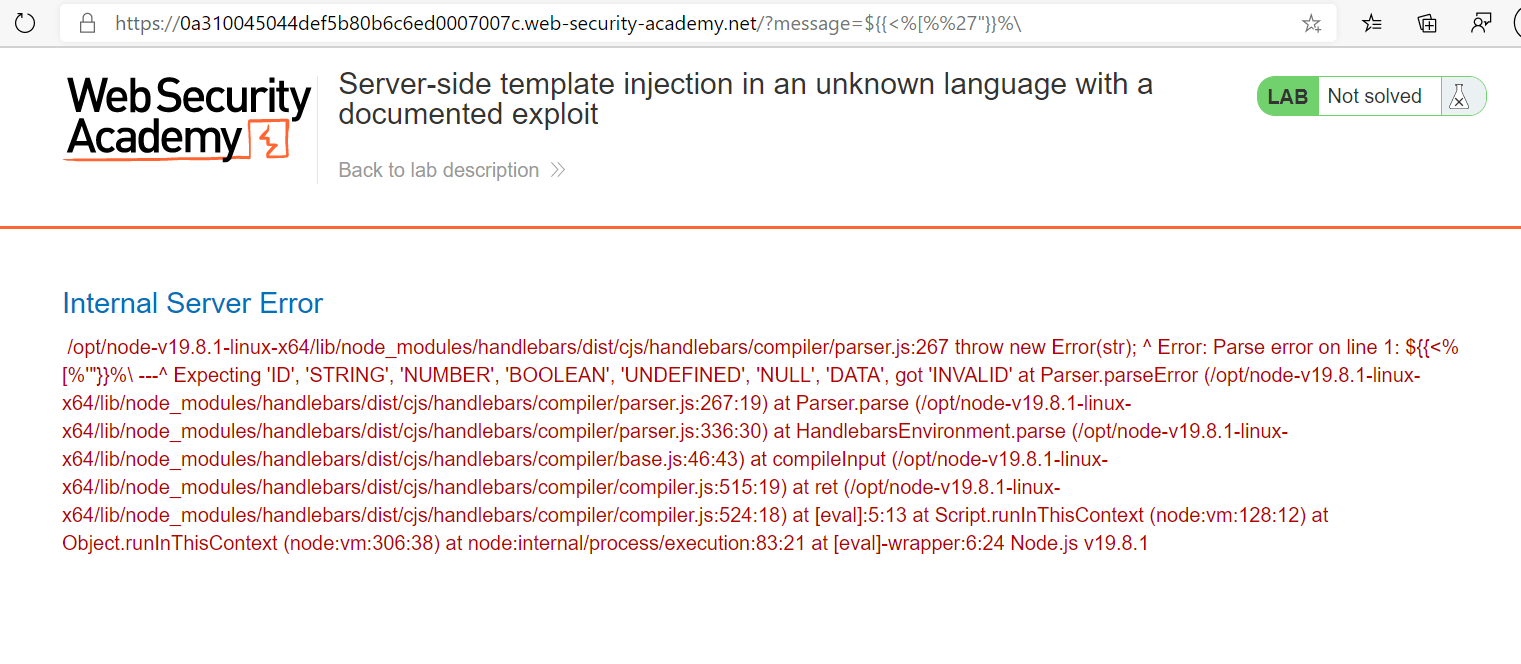 https://0a310045044def5b80b6c6ed0007007c.web-security-academy.net/?message=${{<%[%%27"}}%\
Web Security
Academy
Server-side template injection in an unknown language with a
documented exploit
Back to lab description
LAB Not solved
Internal Server Error
/opt/node-v19.8.1-linux-x64/lib/node_modules/handlebars/dist/cjs/handlebars/compiler/parser.js:267 throw new Error(str); ^ Error: Parse error on line 1: ${{<%
[%'"}}%\ ---^ Expecting 'ID', 'STRING', 'NUMBER', 'BOOLEAN', 'UNDEFINED', 'NULL', 'DATA', got 'INVALID' at Parser.parseError (/opt/node-v19.8.1-linux-
x64/lib/node_modules/handlebars/dist/cjs/handlebars/compiler/parser.js:267:19) at Parser.parse (/opt/node-v19.8.1-linux-
x64/lib/node_modules/handlebars/dist/cjs/handlebars/compiler/parser.js:336:30) at HandlebarsEnvironment.parse (/opt/node-v19.8.1-linux-
x64/lib/node_modules/handlebars/dist/cjs/handlebars/compiler/base.js:46:43) at compileInput (/opt/node-v19.8.1-linux-
x64/lib/node_modules/handlebars/dist/cjs/handlebars/compiler/compiler.js:515:19) at ret (/opt/node-v19.8.1-linux-
x64/lib/node_modules/handlebars/dist/cjs/handlebars/compiler/compiler.js:524:18) at [eval]:5:13 at Script.runInThisContext (node:vm:128:12) at
Object.runInThisContext (node:vm:306:38) at node:internal/process/execution:83:21 at [eval]-wrapper:6:24 Node.js v19.8.1